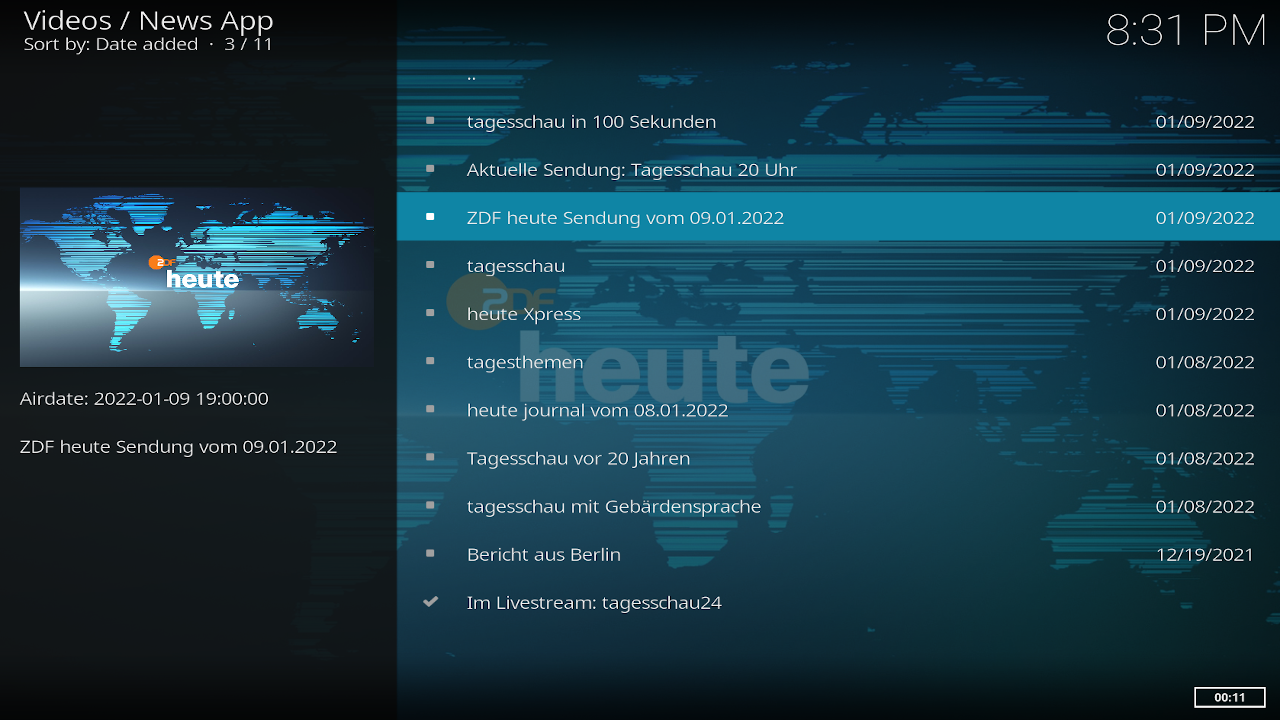 Videos / News App
Sort by: Date added · 3 / 11
8:31 PM
..
tagesschau in 100 Sekunden 01/09/2022
Aktuelle Sendung: Tagesschau 20 Uhr 01/09/2022
ZDF heute Sendung vom 09.01.2022 01/09/2022
tagesschau 01/09/2022
heute Xpress 01/09/2022
tagesthemen 01/08/2022
heute journal vom 08.01.2022 01/08/2022
Tagesschau vor 20 Jahren 01/08/2022
tagesschau mit Gebärdensprache 01/08/2022
Bericht aus Berlin 12/19/2021
Im Livestream: tagesschau24
ZDF
heute
ZDF
heute
Airdate: 2022-01-09 19:00:00
ZDF heute Sendung vom 09.01.2022
00:11